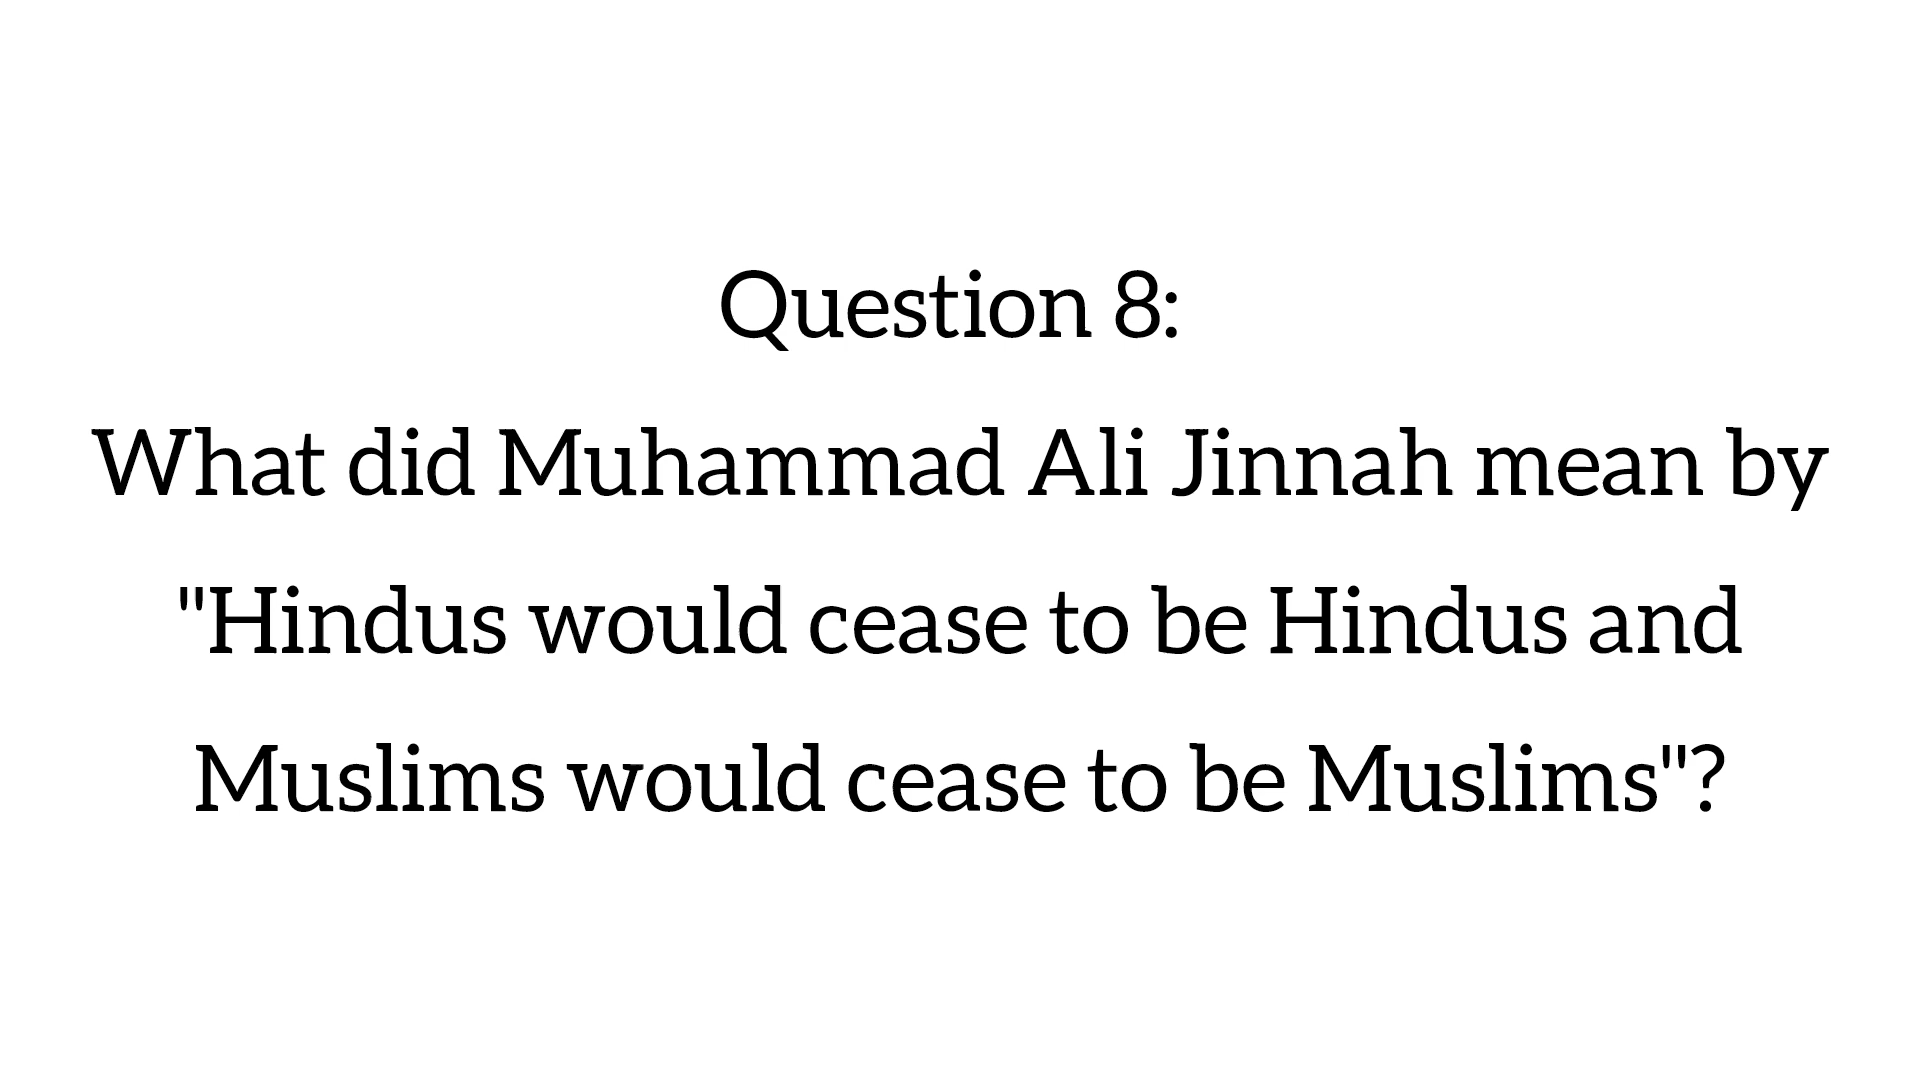 Question 8:
What did Muhammad Ali Jinnah mean by
"Hindus would cease to be Hindus and
Muslims would cease to be Muslims"?